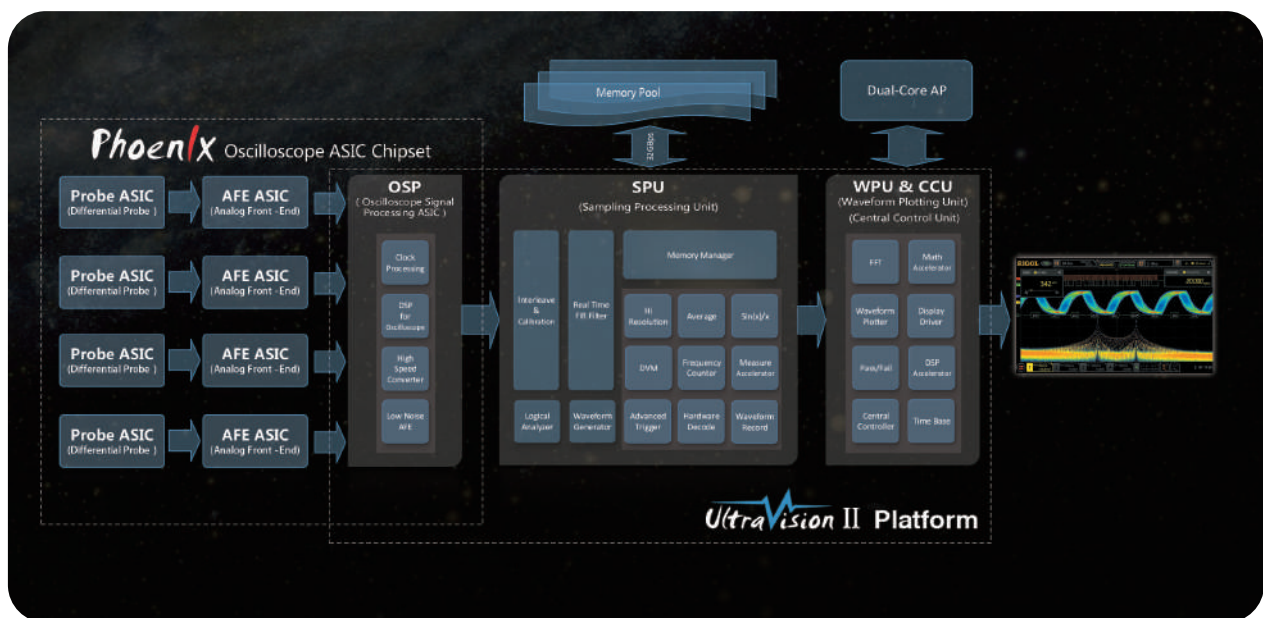 Memory Pool
Dual-Core AP
32GBps
PhoenIx Oscilloscope ASIC Chipset
Probe ASIC
(Differential Probe )
AFE ASIC
(Analog Front -End)
Probe ASIC
(Differential Probe )
AFE ASIC
(Analog Front -End)
Probe ASIC
(Differential Probe )
AFE ASIC
(Analog Front -End)
Probe ASIC
(Differential Probe )
AFE ASIC
(Analog Front -End)
OSP
( Oscilloscope Signal
Processing ASIC )
Clock
Processing
DSP
for
Oscilloscope
High
Speed
Converter
Low Noise
AFE
SPU
(Sampling Processing Unit)
Interleave
&
Calibration
Real Time
Filter
Memory Manager
Hi
Resolution
Average
Sin(x)/x
DVM
Frequency
Counter
Measure
Accelerator
Logical
Analyzer
Waveform
Generator
Advanced
Trigger
Hardware
Decode
Waveform
Record
WPU & CCU
(Waveform Plotting Unit)
(Central Control Unit)
FFT
Math
Accelerator
Waveform
Plotter
Display
Driver
Pass/Fail
DSP
Accelerator
Central
Controller
Time Base
UltraVision II Platform